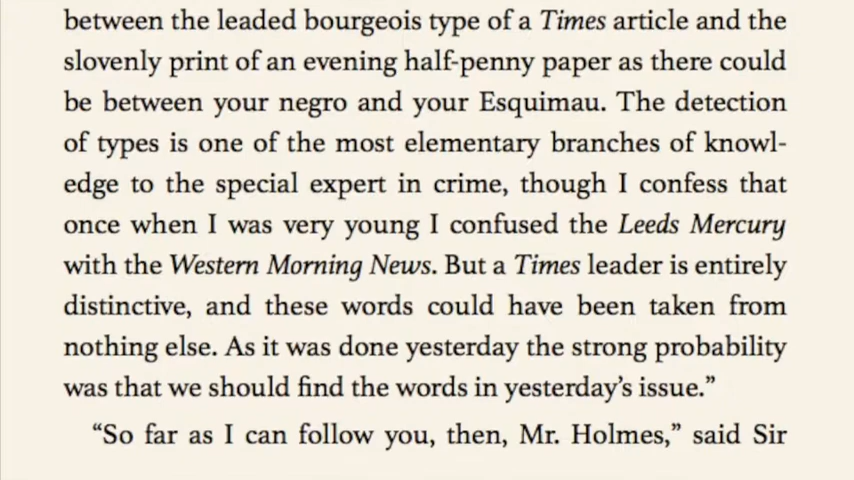 between the leaded bourgeois type of a Times article and the
slovenly print of an evening half-penny paper as there could
be between your negro and your Esquimau. The detection
of types is one of the most elementary branches of knowl-
edge to the special expert in crime, though I confess that
once when I was very young I confused the Leeds Mercury
with the Western Morning News. But a Times leader is entirely
distinctive, and these words could have been taken from
nothing else. As it was done yesterday the strong probability
was that we should find the words in yesterday’s issue.”
“So far as I can follow you, then, Mr. Holmes,” said Sir